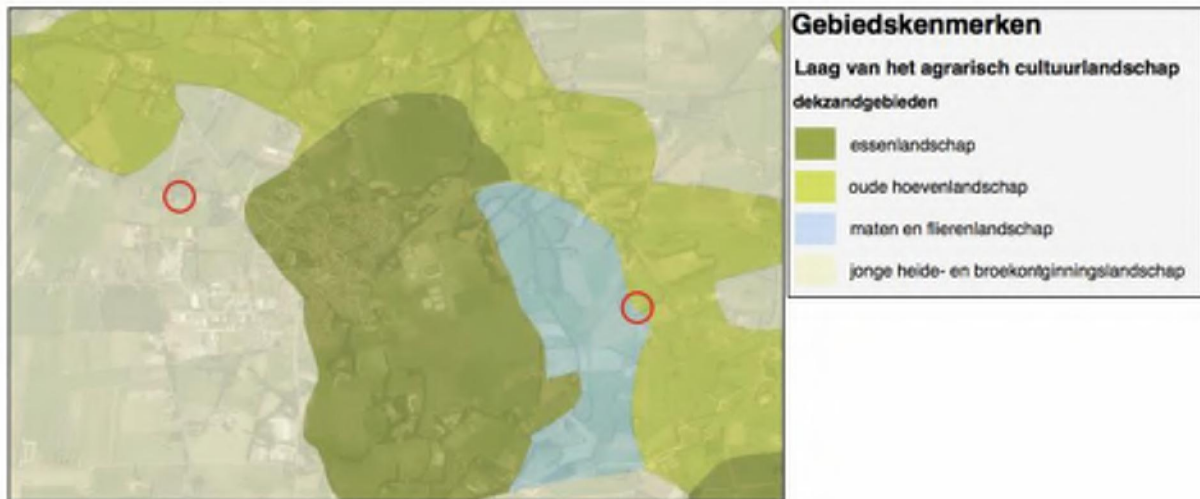 Gebiedskenmerken
Laag van het agrarisch cultuurlandschap
dekzandgebieden
essenlandschap
oude hoevenlandschap
maten en flierenlandschap
jonge heide- en broekontginningslandschap